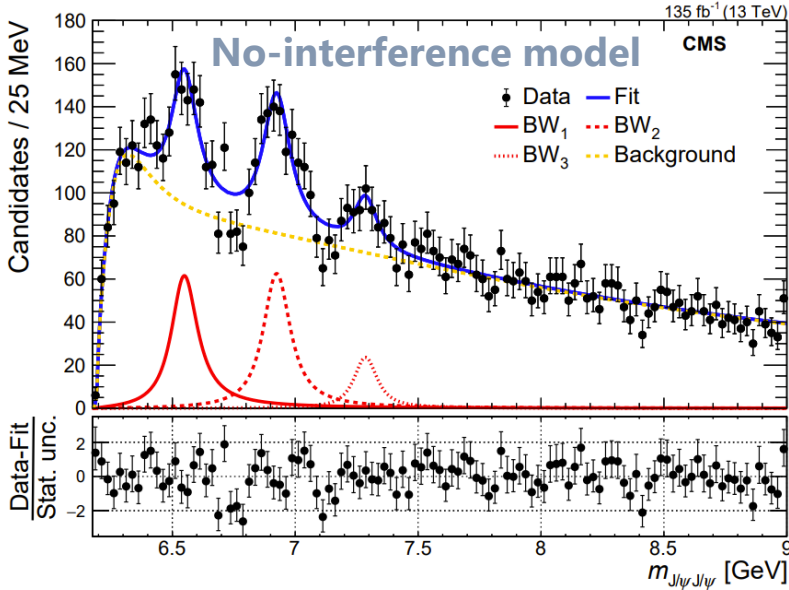 135 fb⁻¹ (13 TeV)
No-interference model
CMS
Candidates / 25 MeV
180
160
140
120
100
80
60
40
20
0
Data
Fit
BW₁
BW₂
BW₃
Background
Data-Fit
Stat. unc.
2
0
−2
6.5
7
7.5
8
8.5
9
m_J/ψJ/ψ [GeV]